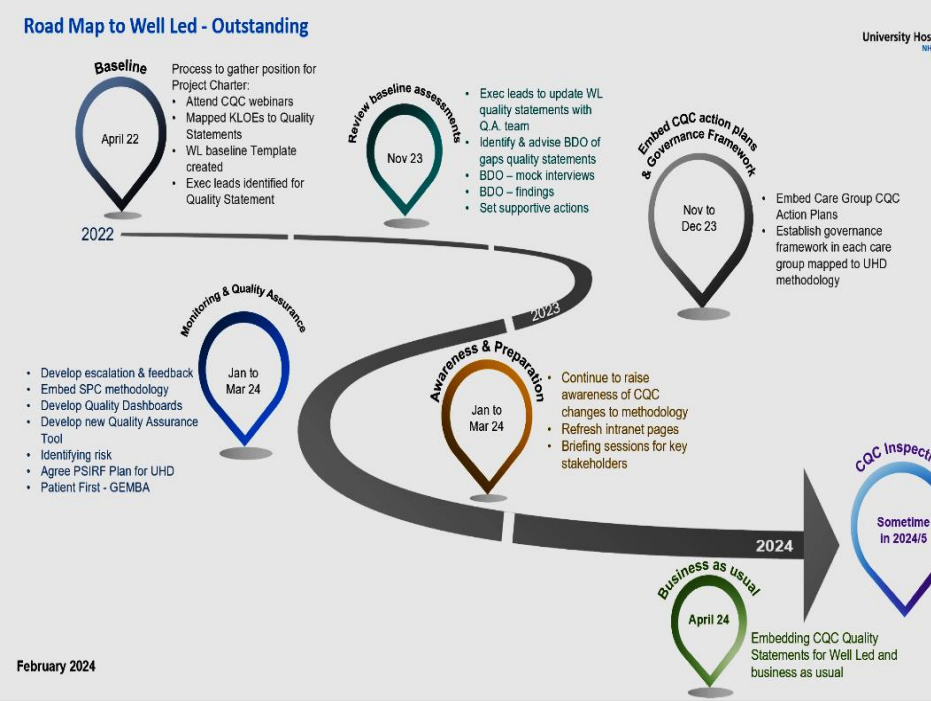 Road Map to Well Led - Outstanding
University Hos
NH
Baseline
April 22
Process to gather position for
Project Charter:
• Attend CQC webinars
• Mapped KLOEs to Quality
Statements
• WL baseline Template
created
• Exec leads identified for
Quality Statement
Review baseline assessments
Nov 23
• Exec leads to update WL
quality statements with
Q.A. team
• Identify & advise BDO of
gaps quality statements
• BDO – mock interviews
• BDO – findings
• Set supportive actions
Embed CQC action plans
& Governance Framework
Nov to
Dec 23
• Embed Care Group CQC
Action Plans
• Establish governance
framework in each care
group mapped to UHD
methodology
2022
2023
Monitoring & Quality Assurance
Jan to
Mar 24
• Develop escalation & feedback
• Embed SPC methodology
• Develop Quality Dashboards
• Develop new Quality Assurance
Tool
• Identifying risk
• Agree PSIRF Plan for UHD
• Patient First - GEMBA
Awareness & Preparation
Jan to
Mar 24
• Continue to raise
awareness of CQC
changes to methodology
• Refresh intranet pages
• Briefing sessions for key
stakeholders
2024
CQC Inspecti
Sometime
in 2024/5
Business as usual
April 24
Embedding CQC Quality
Statements for Well Led and
business as usual
February 2024